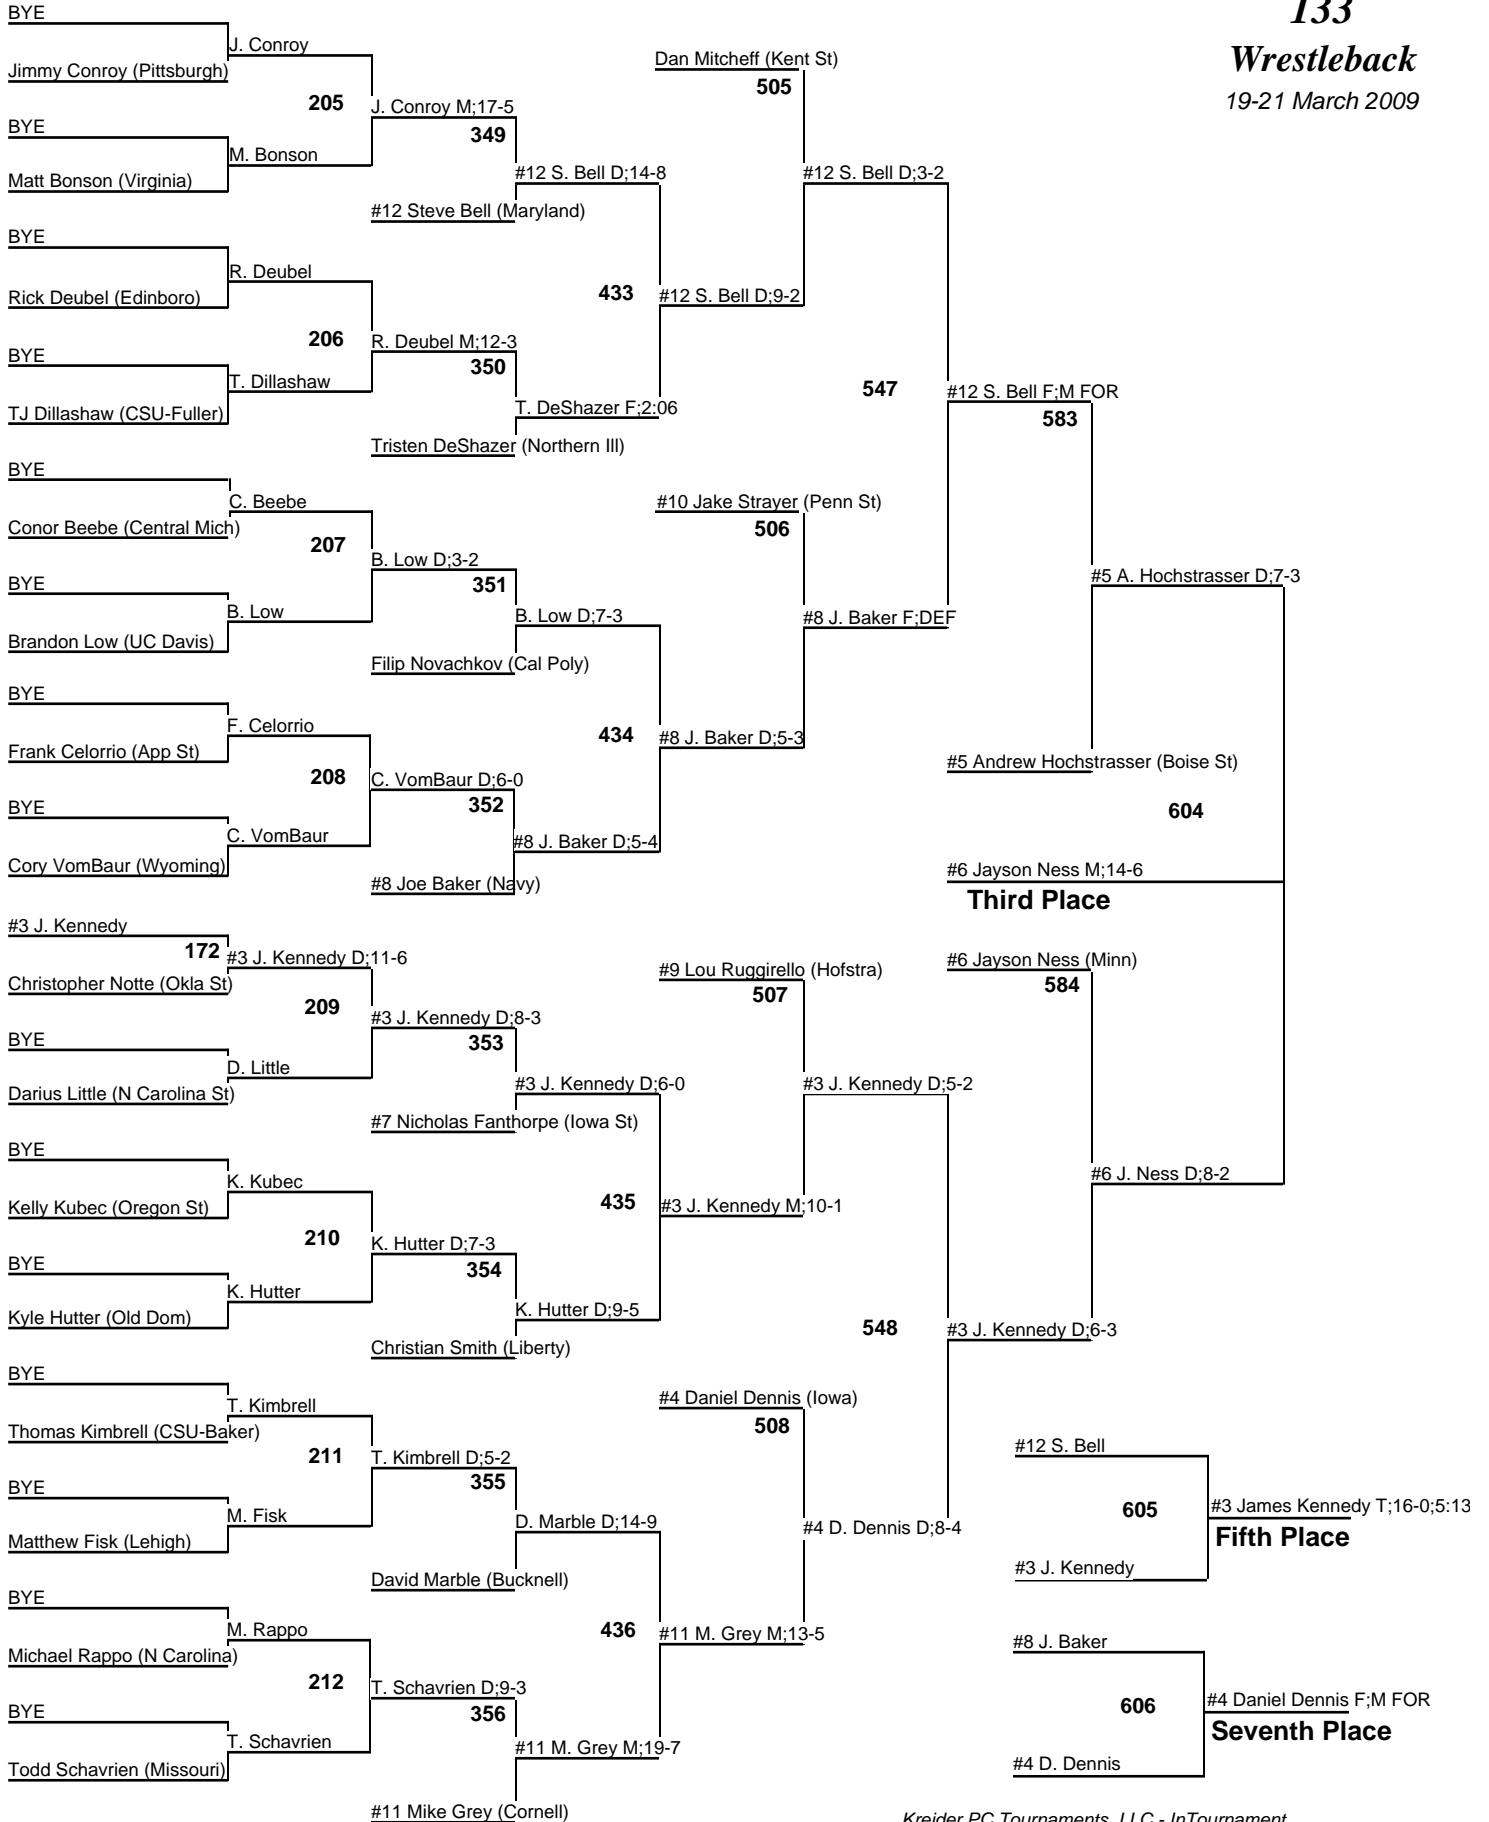 133
Wrestleback
19-21 March 2009
BYE
J. Conroy
Jimmy Conroy (Pittsburgh)
205
J. Conroy M;17-5
349
BYE
M. Bonson
Matt Bonson (Virginia)
#12 S. Bell D;14-8
#12 Steve Bell (Maryland)
BYE
R. Deubel
Rick Deubel (Edinboro)
433
#12 S. Bell D;9-2
206
R. Deubel M;12-3
350
BYE
T. Dillashaw
TJ Dillashaw (CSU-Fuller)
T. DeShazer F;2:06
Tristen DeShazer (Northern Ill)
Dan Mitcheff (Kent St)
505
#12 S. Bell D;3-2
547
#12 S. Bell F;M FOR
583
BYE
C. Beebe
Conor Beebe (Central Mich)
207
B. Low D;3-2
351
BYE
B. Low
Brandon Low (UC Davis)
B. Low D;7-3
Filip Novachkov (Cal Poly)
#10 Jake Strayer (Penn St)
506
#8 J. Baker F;DEF
#5 A. Hochstrasser D;7-3
BYE
F. Celorrio
Frank Celorrio (App St)
434
#8 J. Baker D;5-3
208
C. VomBaur D;6-0
352
BYE
C. VomBaur
Cory VomBaur (Wyoming)
#8 J. Baker D;5-4
#8 Joe Baker (Navy)
#5 Andrew Hochstrasser (Boise St)
604
#6 Jayson Ness M;14-6
Third Place
#3 J. Kennedy
172
#3 J. Kennedy D;11-6
Christopher Notte (Okla St)
209
#3 J. Kennedy D;8-3
353
BYE
D. Little
Darius Little (N Carolina St)
#3 J. Kennedy D;6-0
#7 Nicholas Fanthorpe (Iowa St)
#9 Lou Ruggirello (Hofstra)
507
#6 Jayson Ness (Minn)
584
#3 J. Kennedy D;5-2
BYE
K. Kubec
Kelly Kubec (Oregon St)
435
#3 J. Kennedy M;10-1
#6 J. Ness D;8-2
210
K. Hutter D;7-3
354
BYE
K. Hutter
Kyle Hutter (Old Dom)
K. Hutter D;9-5
Christian Smith (Liberty)
548
#3 J. Kennedy D;6-3
BYE
T. Kimbrell
Thomas Kimbrell (CSU-Baker)
211
T. Kimbrell D;5-2
355
BYE
M. Fisk
Matthew Fisk (Lehigh)
D. Marble D;14-9
David Marble (Bucknell)
#4 Daniel Dennis (Iowa)
508
#4 D. Dennis D;8-4
#12 S. Bell
605
#3 James Kennedy T;16-0;5:13
Fifth Place
#3 J. Kennedy
BYE
M. Rappo
Michael Rappo (N Carolina)
436
#11 M. Grey M;13-5
212
T. Schavrien D;9-3
356
BYE
T. Schavrien
Todd Schavrien (Missouri)
#11 M. Grey M;19-7
#11 Mike Grey (Cornell)
#8 J. Baker
606
#4 Daniel Dennis F;M FOR
Seventh Place
#4 D. Dennis
Kreider PC Tournaments, LLC - InTournament